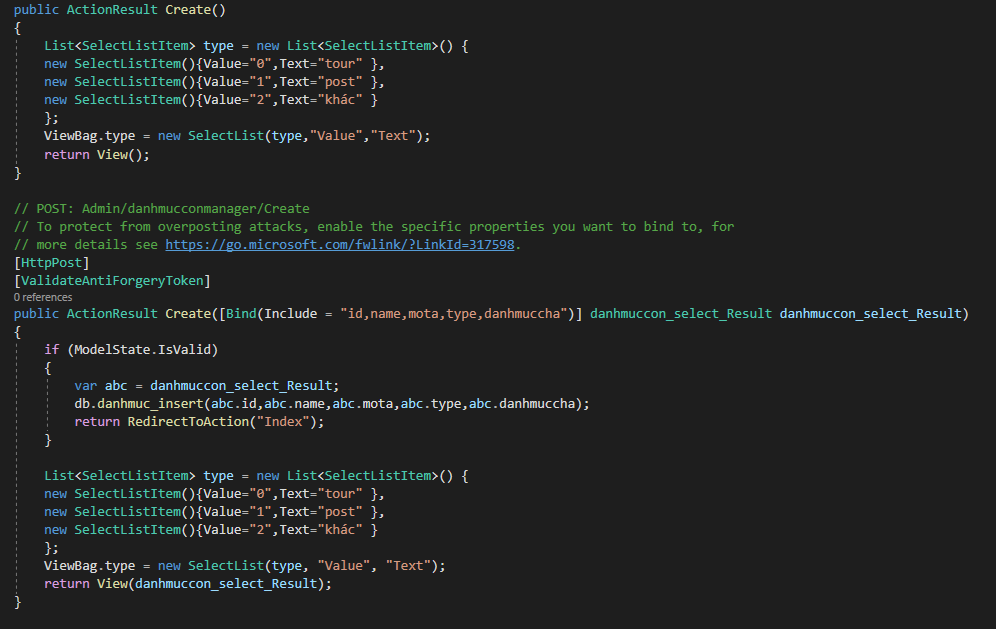 public ActionResult Create()
{
    List<SelectListItem> type = new List<SelectListItem>() {
    new SelectListItem(){Value="0",Text="tour" },
    new SelectListItem(){Value="1",Text="post" },
    new SelectListItem(){Value="2",Text="khác" }
    };
    ViewBag.type = new SelectList(type,"Value","Text");
    return View();
}

// POST: Admin/danhmucconmanager/Create
// To protect from overposting attacks, enable the specific properties you want to bind to, for
// more details see https://go.microsoft.com/fwlink/?LinkId=317598.
[HttpPost]
[ValidateAntiForgeryToken]
0 references
public ActionResult Create([Bind(Include = "id,name,mota,type,danhmuccha")] danhmuccon_select_Result danhmuccon_select_Result)
{
    if (ModelState.IsValid)
    {
        var abc = danhmuccon_select_Result;
        db.danhmuc_insert(abc.id,abc.name,abc.mota,abc.type,abc.danhmuccha);
        return RedirectToAction("Index");
    }

    List<SelectListItem> type = new List<SelectListItem>() {
    new SelectListItem(){Value="0",Text="tour" },
    new SelectListItem(){Value="1",Text="post" },
    new SelectListItem(){Value="2",Text="khác" }
    };
    ViewBag.type = new SelectList(type, "Value", "Text");
    return View(danhmuccon_select_Result);
}